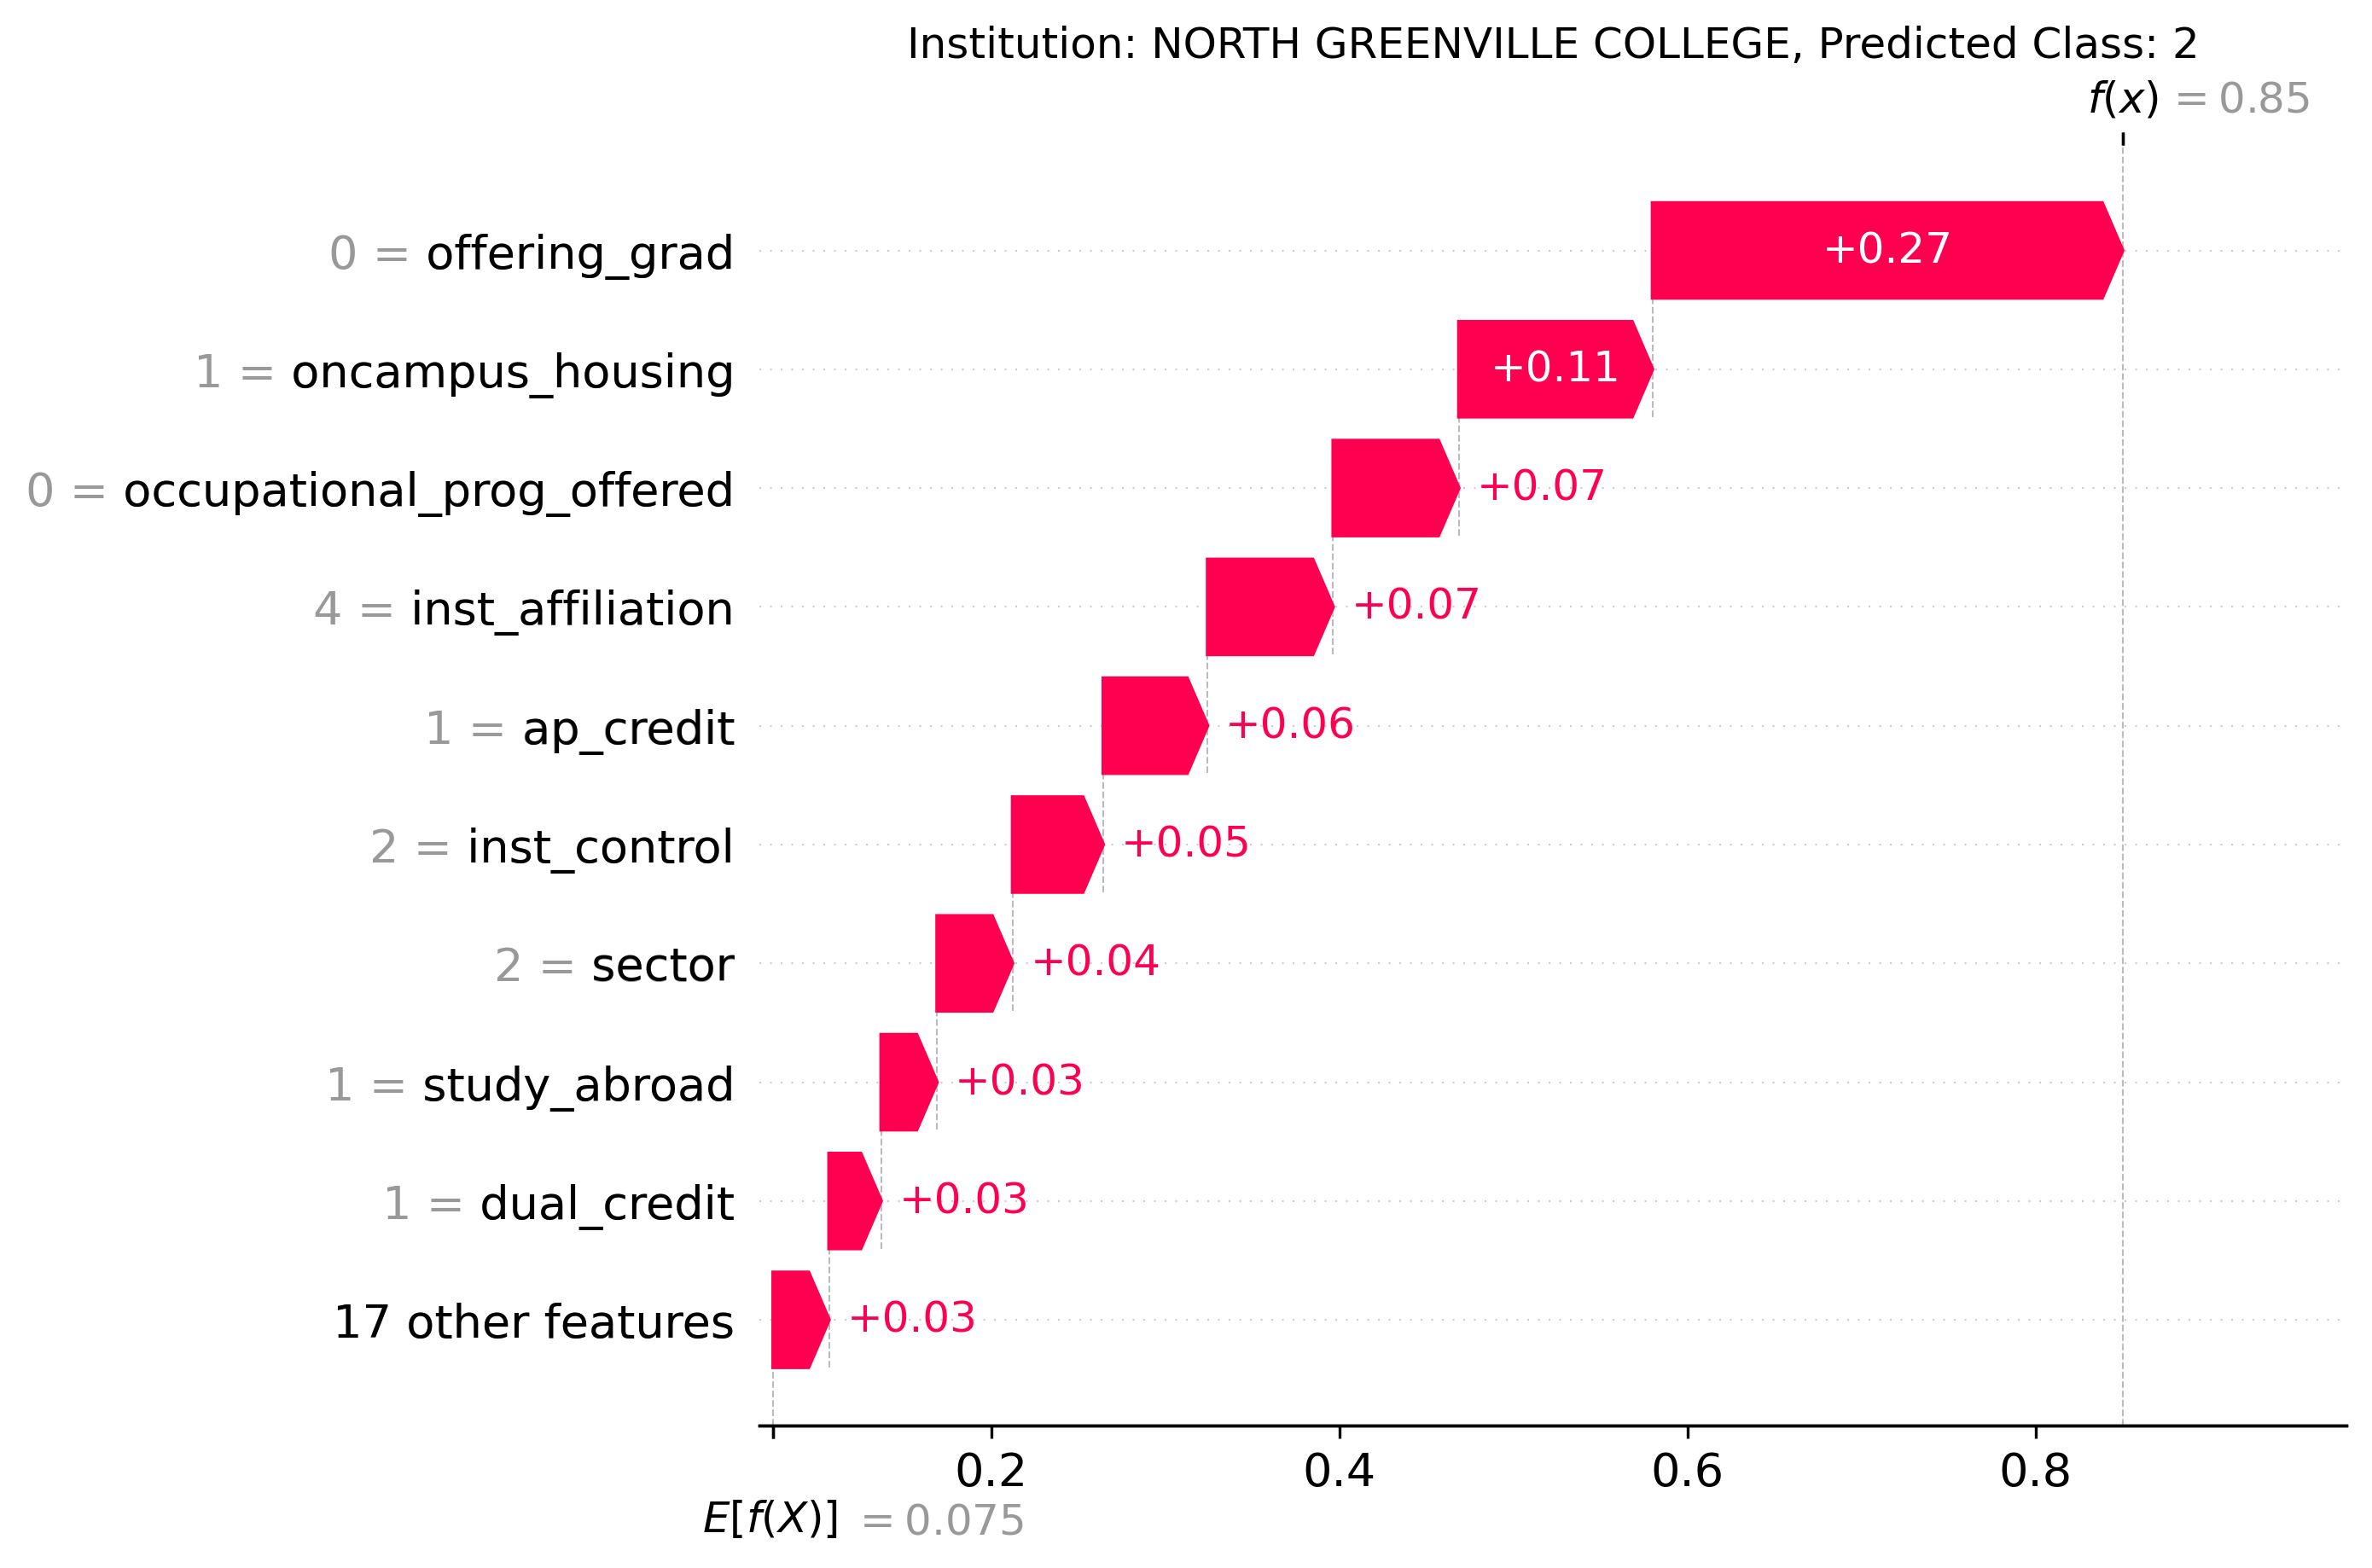 Institution: NORTH GREENVILLE COLLEGE, Predicted Class: 2
f(x) = 0.85
0 = offering_grad +0.27
1 = oncampus_housing +0.11
0 = occupational_prog_offered +0.07
4 = inst_affiliation +0.07
1 = ap_credit +0.06
2 = inst_control +0.05
2 = sector +0.04
1 = study_abroad +0.03
1 = dual_credit +0.03
17 other features +0.03
0.2 0.4 0.6 0.8
E[f(X)] = 0.075